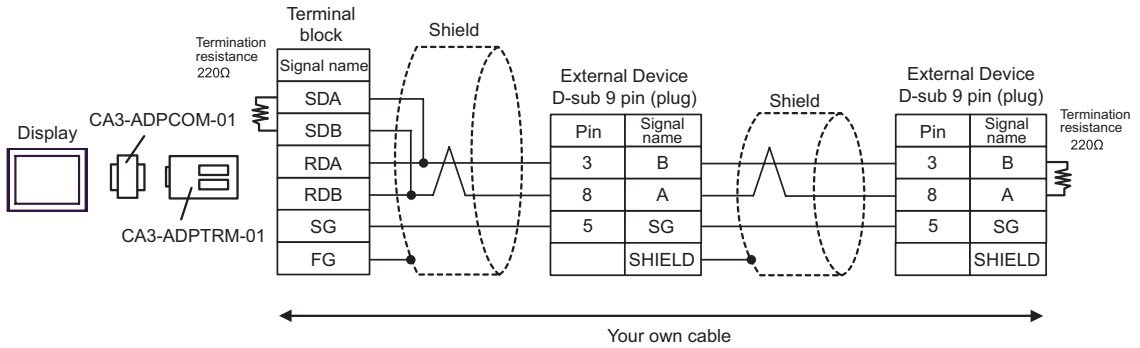 Display
CA3-ADPCOM-01
CA3-ADPTRM-01
Termination
resistance
220Ω
Terminal
block
Signal name
SDA
SDB
RDA
RDB
SG
FG
Shield
External Device
D-sub 9 pin (plug)
Pin Signal name
3 B
8 A
5 SG
SHIELD
Shield
External Device
D-sub 9 pin (plug)
Pin Signal name
3 B
8 A
5 SG
SHIELD
Termination
resistance
220Ω
Your own cable